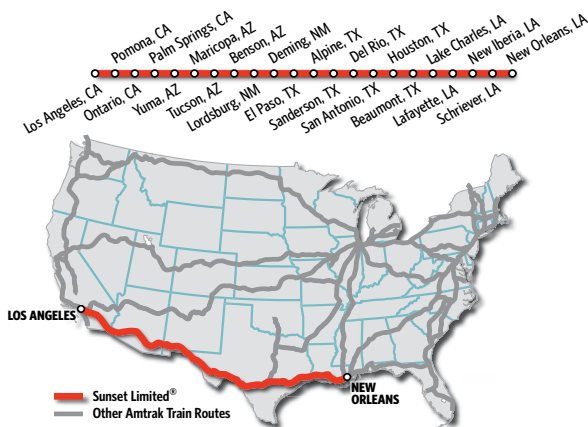 Pomona, CA
Palm Springs, CA
Maricopa, AZ
Benson, AZ
Deming, NM
Alpine, TX
Del Rio, TX
Houston, TX
Lake Charles, LA
New Iberia, LA
New Orleans, LA
Los Angeles, CA
Ontario, CA
Yuma, AZ
Tucson, AZ
Lordsburg, NM
El Paso, TX
Sanderson, TX
San Antonio, TX
Beaumont, TX
Lafayette, LA
Schriever, LA
LOS ANGELES
NEW
ORLEANS
Sunset Limited®
Other Amtrak Train Routes